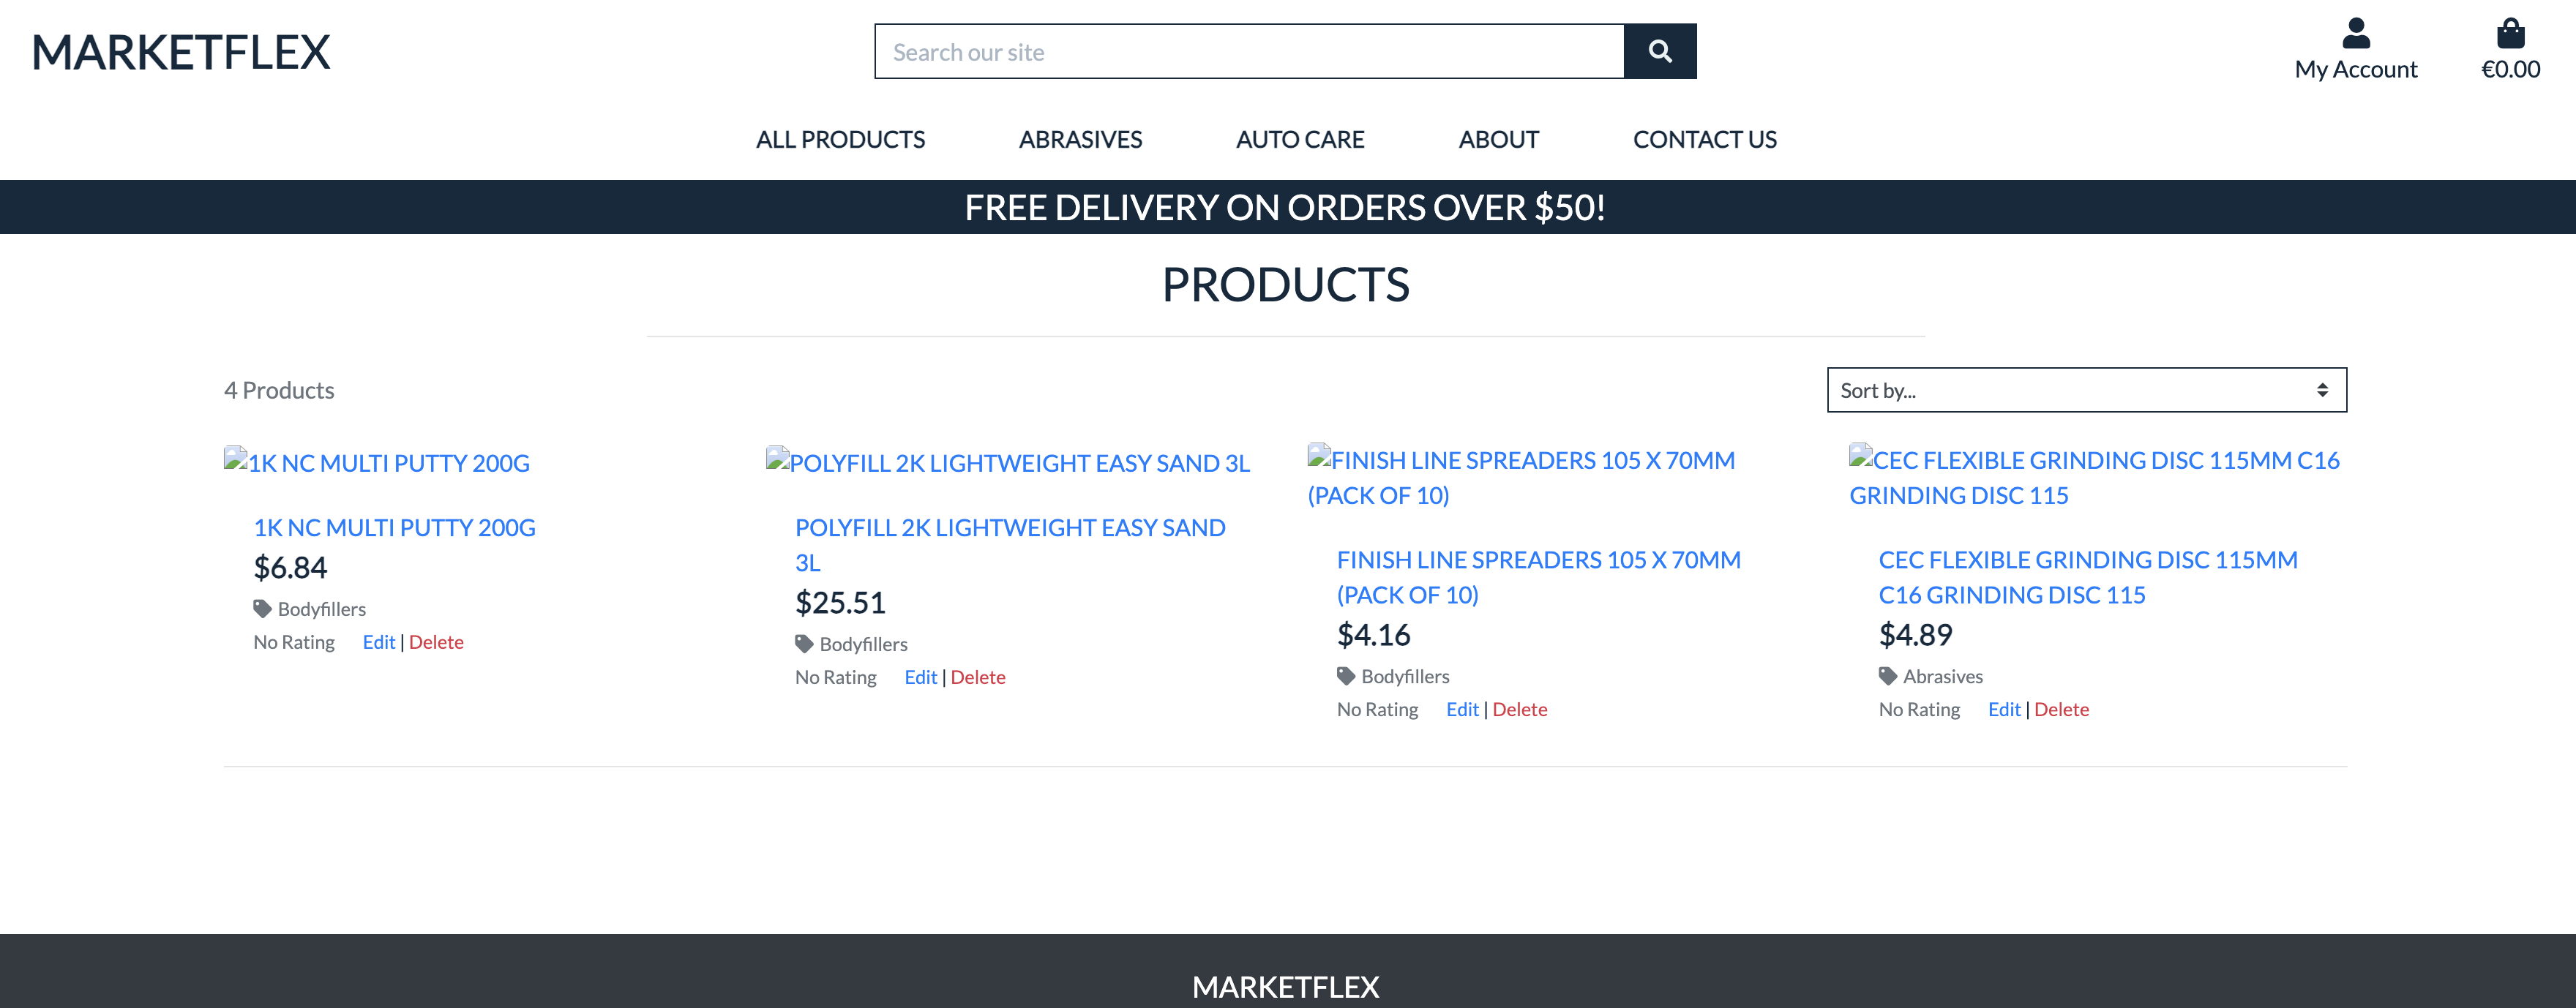 MARKETFLEX
Search our site
My Account
€0.00
ALL PRODUCTS
ABRASIVES
AUTO CARE
ABOUT
CONTACT US
FREE DELIVERY ON ORDERS OVER $50!
PRODUCTS
4 Products
Sort by...
1K NC MULTI PUTTY 200G
1K NC MULTI PUTTY 200G
$6.84
Bodyfillers
No Rating
Edit | Delete
POLYFILL 2K LIGHTWEIGHT EASY SAND 3L
POLYFILL 2K LIGHTWEIGHT EASY SAND
3L
$25.51
Bodyfillers
No Rating
Edit | Delete
FINISH LINE SPREADERS 105 X 70MM
(PACK OF 10)
FINISH LINE SPREADERS 105 X 70MM
(PACK OF 10)
$4.16
Bodyfillers
No Rating
Edit | Delete
CEC FLEXIBLE GRINDING DISC 115MM C16
GRINDING DISC 115
CEC FLEXIBLE GRINDING DISC 115MM
C16 GRINDING DISC 115
$4.89
Abrasives
No Rating
Edit | Delete
MARKETFLEX